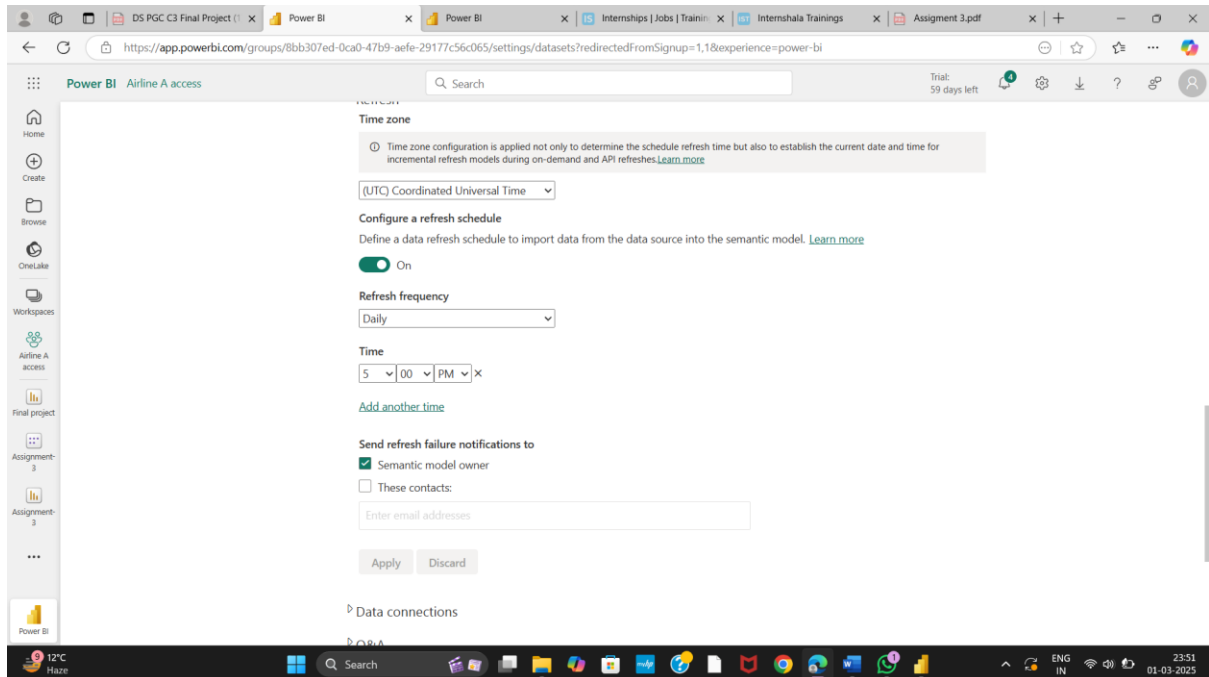 DS PGC C3 Final Project (1
Power BI
Power BI
Internships | Jobs | Trainin
Internshala Trainings
Assigment 3.pdf
https://app.powerbi.com/groups/8bb307ed-0ca0-47b9-aefe-29177c56c065/settings/datasets?redirectedFromSignup=1,1&experience=power-bi
Power BI Airline A access
Search
Trial:
59 days left
4
Home
Create
Browse
OneLake
Workspaces
Airline A
access
Final project
Assignment-
3
Assignment-
3
Power BI
Refresh
Time zone
Time zone configuration is applied not only to determine the schedule refresh time but also to establish the current date and time for
incremental refresh models during on-demand and API refreshes.Learn more
(UTC) Coordinated Universal Time
Configure a refresh schedule
Define a data refresh schedule to import data from the data source into the semantic model. Learn more
On
Refresh frequency
Daily
Time
5 00 PM
Add another time
Send refresh failure notifications to
Semantic model owner
These contacts:
Enter email addresses
Apply Discard
Data connections
Q&A
9
12°C
Haze
Search
1
ENG
IN
23:51
01-03-2025